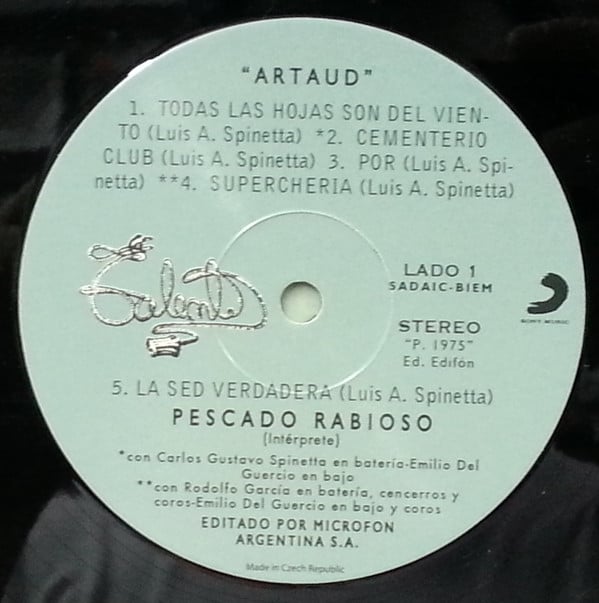 "ARTAUD"
1. TODAS LAS HOJAS SON DEL VIEN-
TO (Luis A. Spinetta) *2. CEMENTERIO
CLUB (Luis A. Spinetta) 3. POR (Luis A. Spi-
netta) **4. SUPERCHERIA (Luis A. Spinetta)
Talent
LADO 1
SADAIC-BIEM
SONY MUSIC
STEREO
"P. 1975"
Ed. Edifón
5. LA SED VERDADERA (Luis A. Spinetta)
PESCADO RABIOSO
(Intérprete)
*con Carlos Gustavo Spinetta en batería-Emilio Del
Guercio en bajo
**con Rodolfo García en batería, cencerros y
coros-Emilio Del Guercio en bajo y coros
EDITADO POR MICROFON
ARGENTINA S.A.
Made in Czech Republic